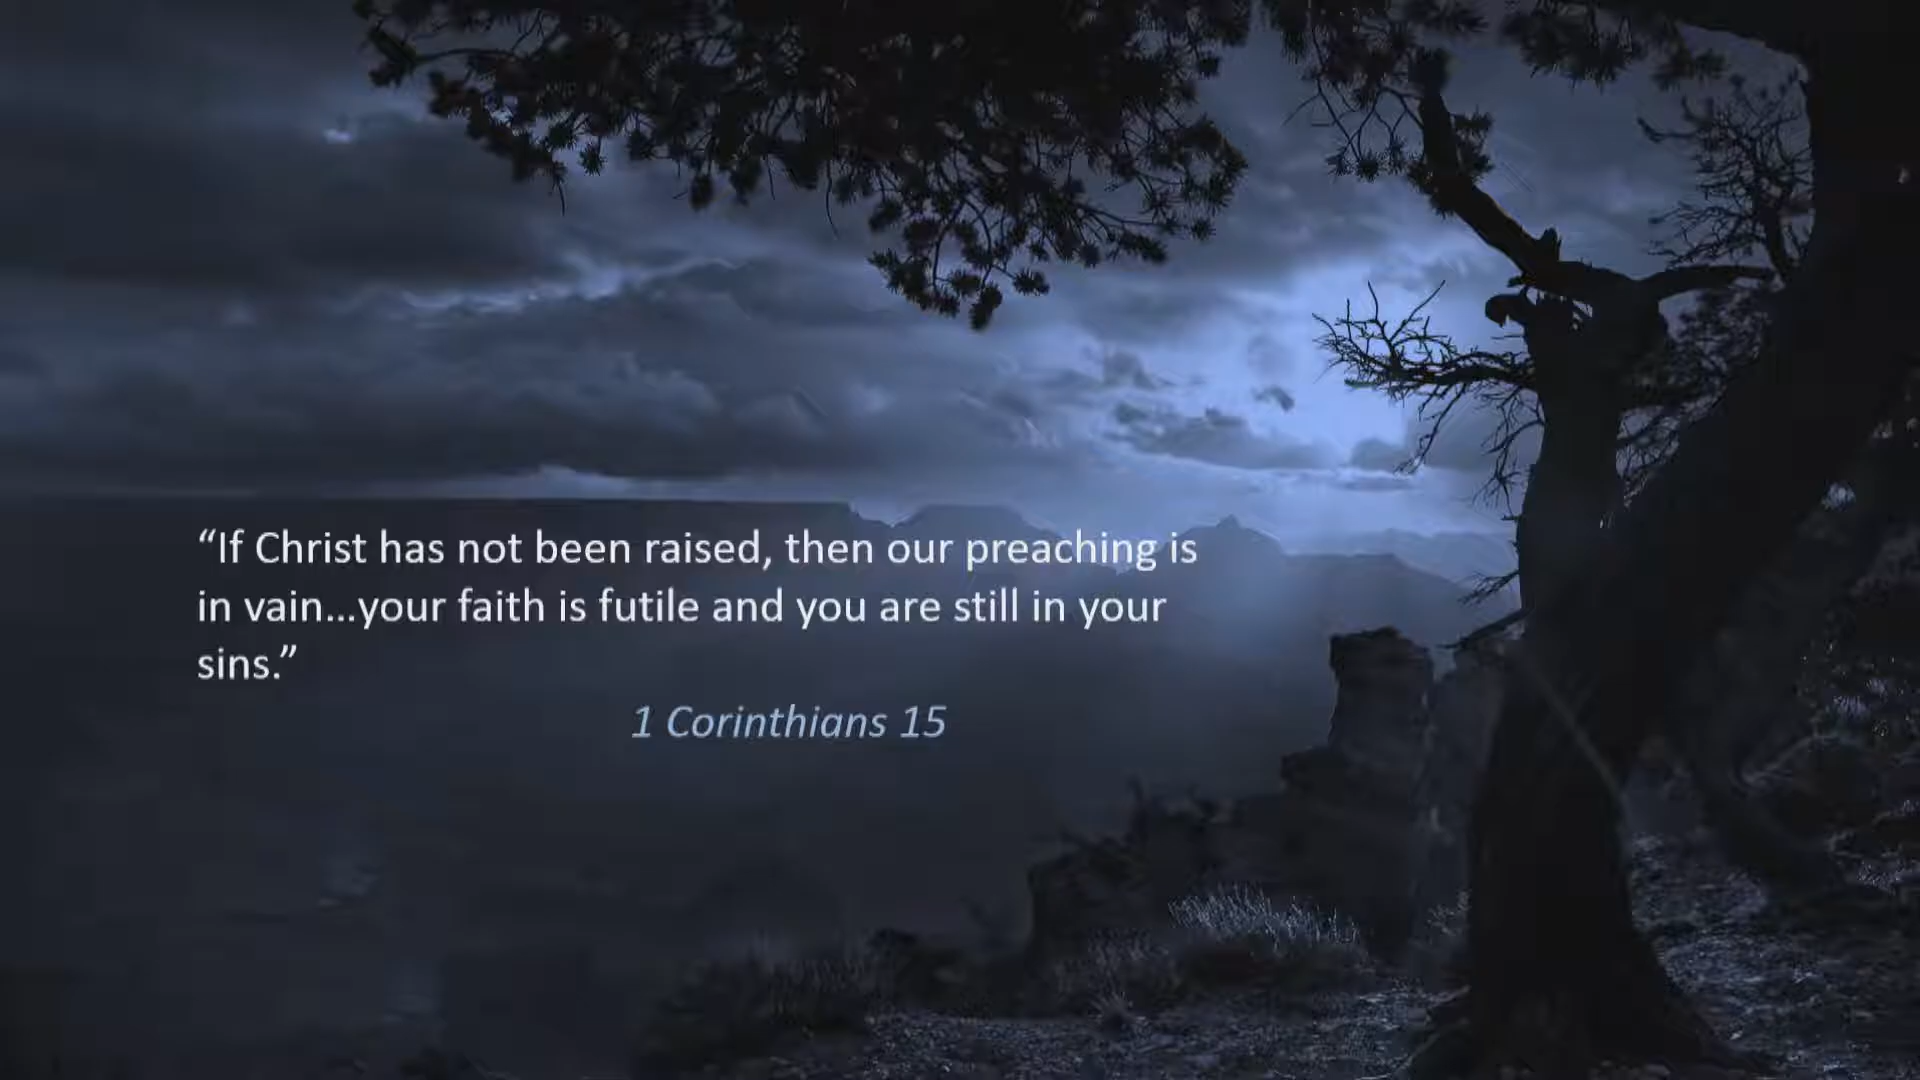 “If Christ has not been raised, then our preaching is
in vain…your faith is futile and you are still in your
sins.”
1 Corinthians 15